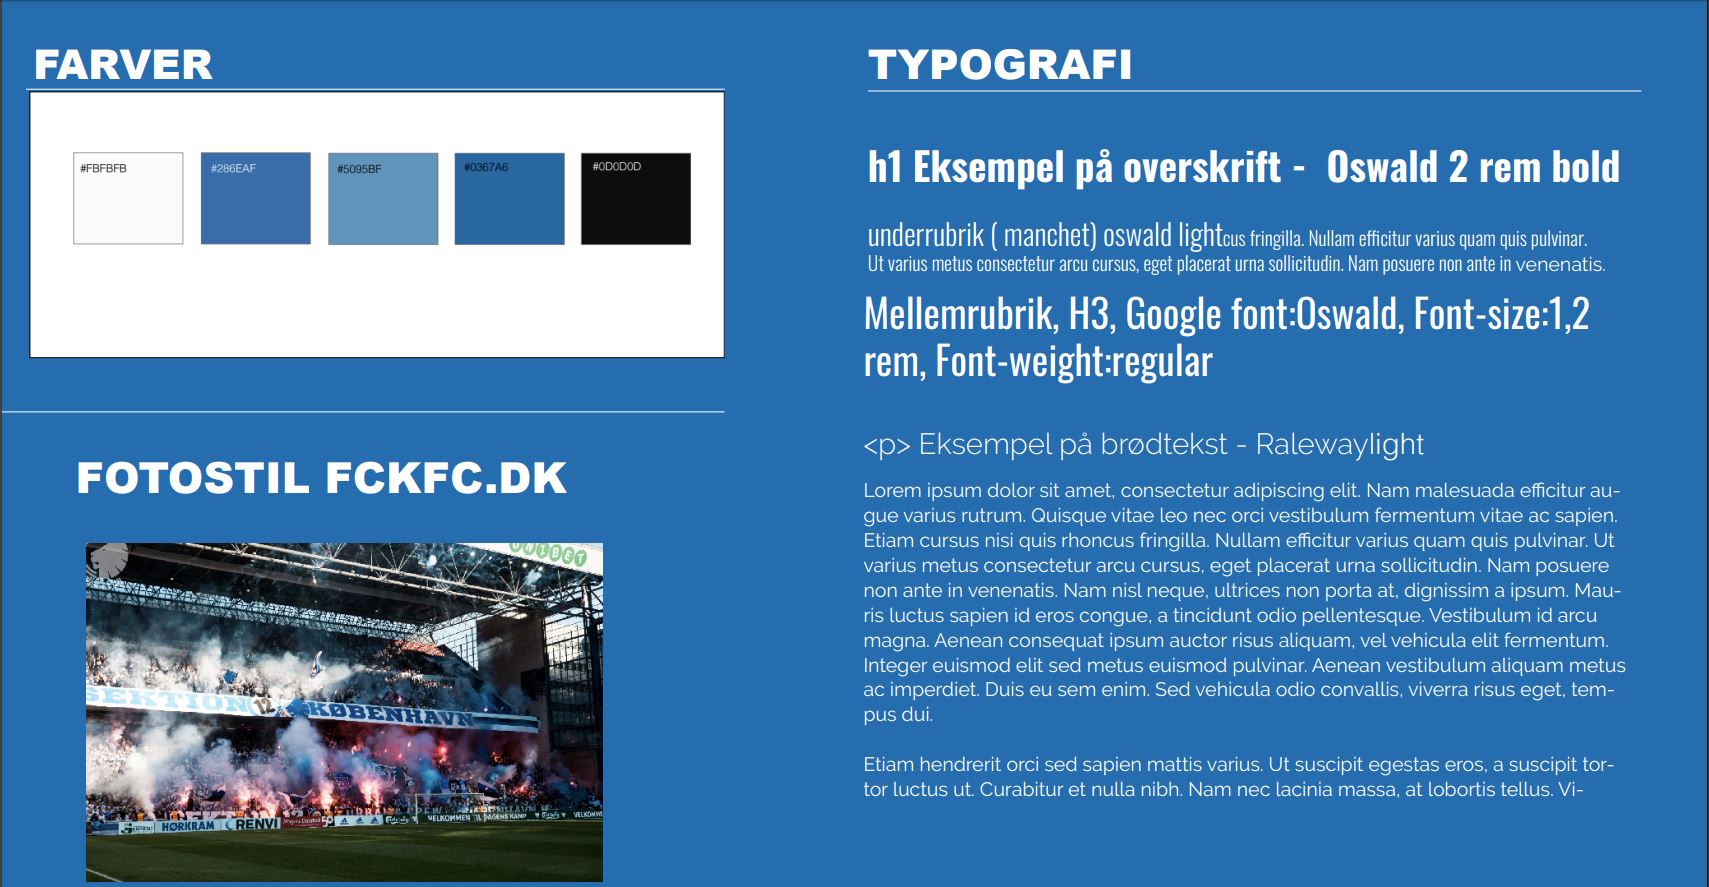 FARVER
#FBFBFB
#286EAF
#5095BF
#0367A6
#0D0D0D
FOTOSTIL FCKFC.DK
UNIBET
SEKTION 12 KØBENHAVN
HØRKRAM
RENVI
VELKOMMEN TIL DAGENS KAMP
TYPOGRAFI
h1 Eksempel på overskrift -  Oswald 2 rem bold
underrubrik ( manchet) oswald lightcus fringilla. Nullam efficitur varius quam quis pulvinar.
Ut varius metus consectetur arcu cursus, eget placerat urna sollicitudin. Nam posuere non ante in venenatis.
Mellemrubrik, H3, Google font:Oswald, Font-size:1,2
rem, Font-weight:regular
<p> Eksempel på brødtekst - Ralewaylight
Lorem ipsum dolor sit amet, consectetur adipiscing elit. Nam malesuada efficitur au-
gue varius rutrum. Quisque vitae leo nec orci vestibulum fermentum vitae ac sapien.
Etiam cursus nisi quis rhoncus fringilla. Nullam efficitur varius quam quis pulvinar. Ut
varius metus consectetur arcu cursus, eget placerat urna sollicitudin. Nam posuere
non ante in venenatis. Nam nisl neque, ultrices non porta at, dignissim a ipsum. Mau-
ris luctus sapien id eros congue, a tincidunt odio pellentesque. Vestibulum id arcu
magna. Aenean consequat ipsum auctor risus aliquam, vel vehicula elit fermentum.
Integer euismod elit sed metus euismod pulvinar. Aenean vestibulum aliquam metus
ac imperdiet. Duis eu sem enim. Sed vehicula odio convallis, viverra risus eget, tem-
pus dui.
Etiam hendrerit orci sed sapien mattis varius. Ut suscipit egestas eros, a suscipit tor-
tor luctus ut. Curabitur et nulla nibh. Nam nec lacinia massa, at lobortis tellus. Vi-